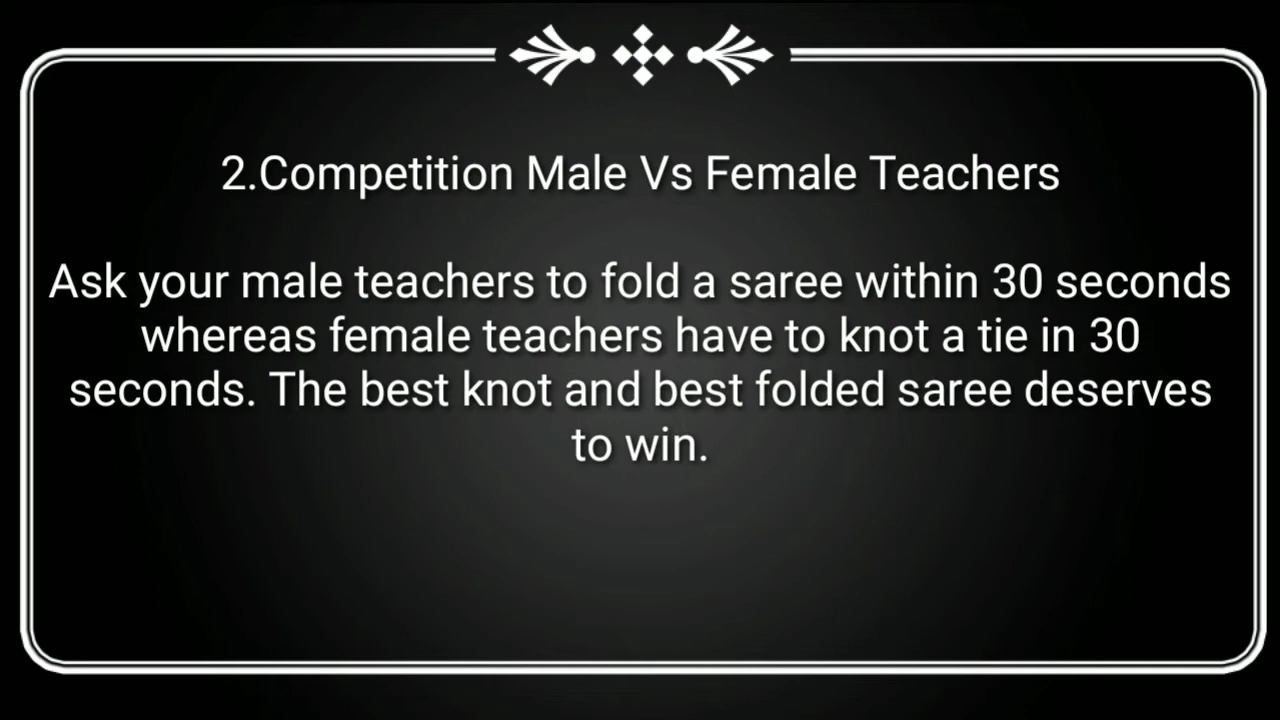 2.Competition Male Vs Female Teachers
Ask your male teachers to fold a saree within 30 seconds
whereas female teachers have to knot a tie in 30
seconds. The best knot and best folded saree deserves
to win.